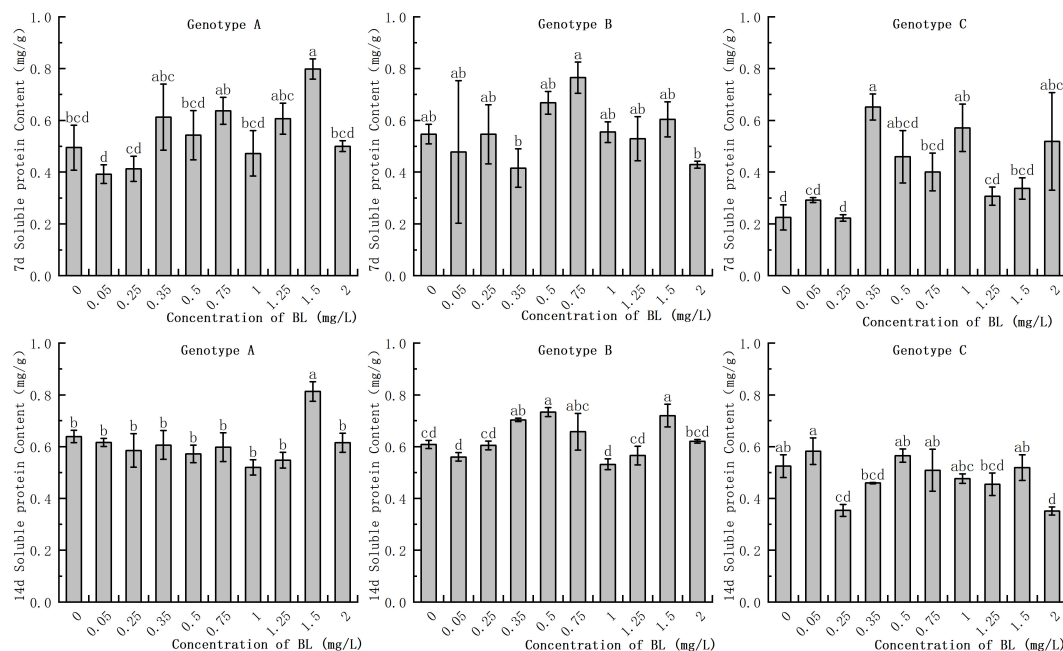 Genotype A
7d Soluble protein Content (mg/g)
1.0
0.8
0.6
0.4
0.2
0.0
bcd
d
cd
abc
bcd
ab
bcd
abc
a
bcd
0
0.05
0.25
0.35
0.5
0.75
1
1.25
1.5
2
Concentration of BL (mg/L)
Genotype B
7d Soluble protein Content (mg/g)
1.0
0.8
0.6
0.4
0.2
0.0
ab
ab
ab
b
ab
a
ab
ab
ab
b
0
0.05
0.25
0.35
0.5
0.75
1
1.25
1.5
2
Concentration of BL (mg/L)
Genotype C
7d Soluble protein Content (mg/g)
1.0
0.8
0.6
0.4
0.2
0.0
d
cd
d
a
abcd
bcd
ab
cd
bcd
abc
0
0.05
0.25
0.35
0.5
0.75
1
1.25
1.5
2
Concentration of BL (mg/L)
Genotype A
14d Soluble protein Content (mg/g)
1.0
0.8
0.6
0.4
0.2
0.0
b
b
b
b
b
b
b
b
a
b
0
0.05
0.25
0.35
0.5
0.75
1
1.25
1.5
2
Concentration of BL (mg/L)
Genotype B
14d Soluble protein Content (mg/g)
1.0
0.8
0.6
0.4
0.2
0.0
cd
d
cd
ab
a
abc
d
cd
a
bcd
0
0.05
0.25
0.35
0.5
0.75
1
1.25
1.5
2
Concentration of BL (mg/L)
Genotype C
14d Soluble protein Content (mg/g)
1.0
0.8
0.6
0.4
0.2
0.0
ab
a
cd
bcd
ab
ab
abc
bcd
ab
d
0
0.05
0.25
0.35
0.5
0.75
1
1.25
1.5
2
Concentration of BL (mg/L)